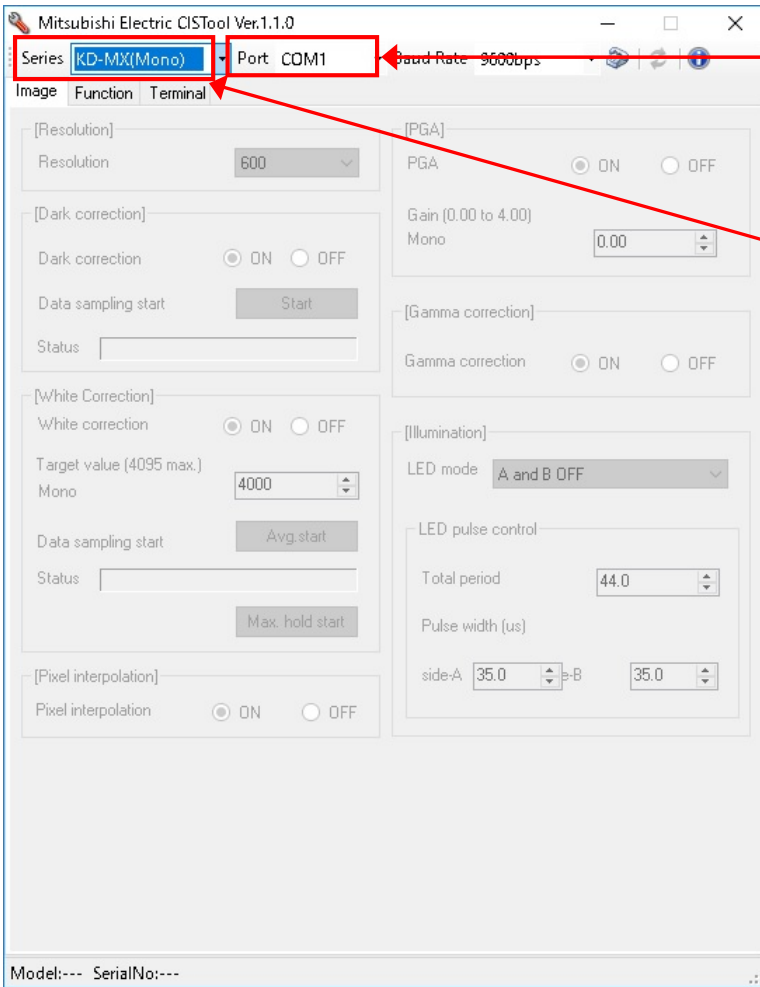 Mitsubishi Electric CISTool Ver.1.1.0
Series KD-MX(Mono) Port COM1 Baud Rate 9600bps
Image Function Terminal
[Resolution]
Resolution 600
[Dark correction]
Dark correction ON OFF
Data sampling start Start
Status
[White Correction]
White correction ON OFF
Target value (4095 max.)
Mono 4000
Data sampling start Avg.start
Status
Max. hold start
[Pixel interpolation]
Pixel interpolation ON OFF
[PGA]
PGA ON OFF
Gain (0.00 to 4.00)
Mono 0.00
[Gamma correction]
Gamma correction ON OFF
[Illumination]
LED mode A and B OFF
LED pulse control
Total period 44.0
Pulse width (us)
side-A 35.0 e-B 35.0
Model:--- SerialNo:---